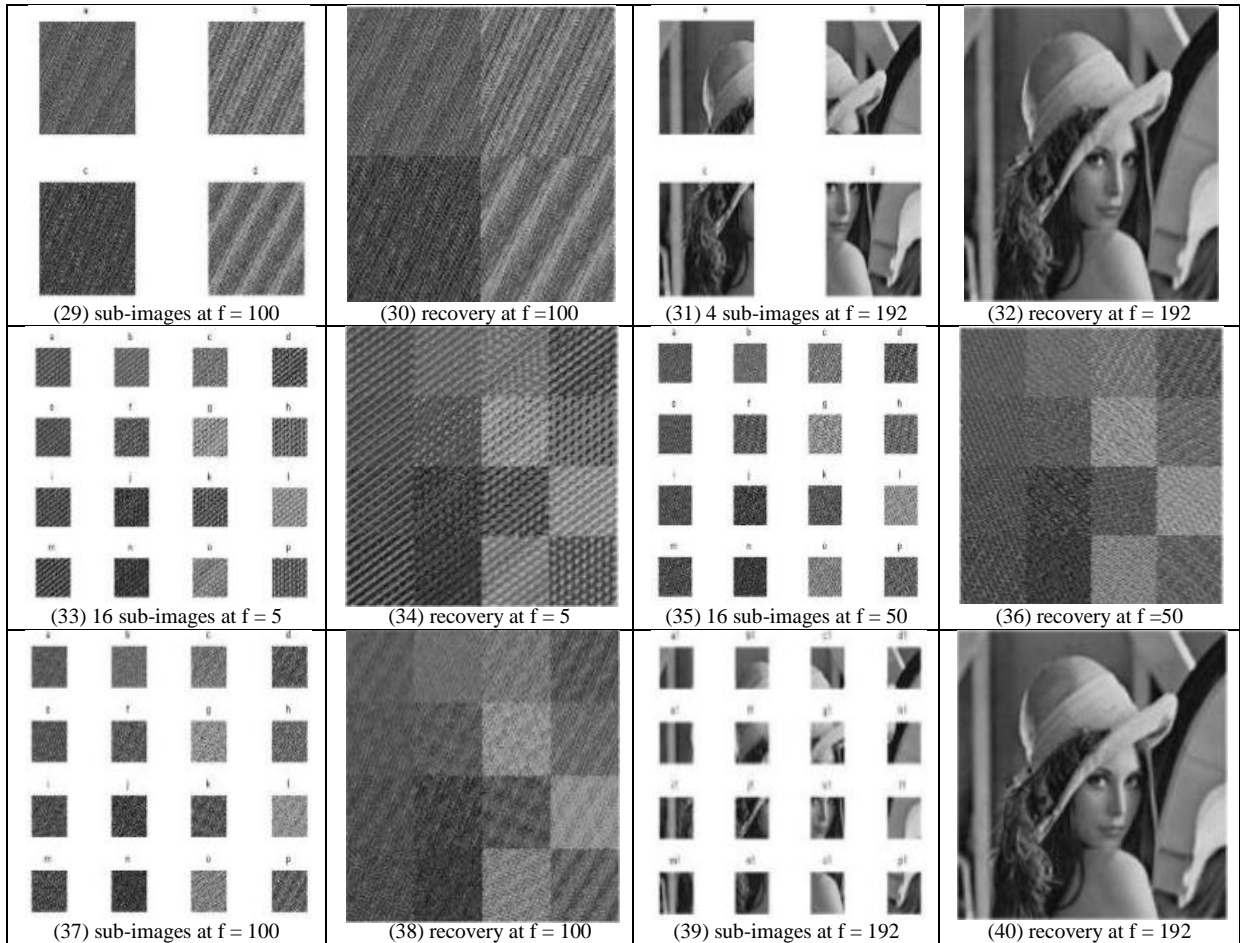 a b a b
c d c d
(29) sub-images at f = 100 (30) recovery at f =100 (31) 4 sub-images at f = 192 (32) recovery at f = 192
a b c d a b c d
e f g h e f g h
i j k l i j k l
m n o p m n o p
(33) 16 sub-images at f = 5 (34) recovery at f = 5 (35) 16 sub-images at f = 50 (36) recovery at f =50
a b c d
e f g h
i j k l
m n o p
(37) sub-images at f = 100 (38) recovery at f = 100 (39) sub-images at f = 192 (40) recovery at f = 192